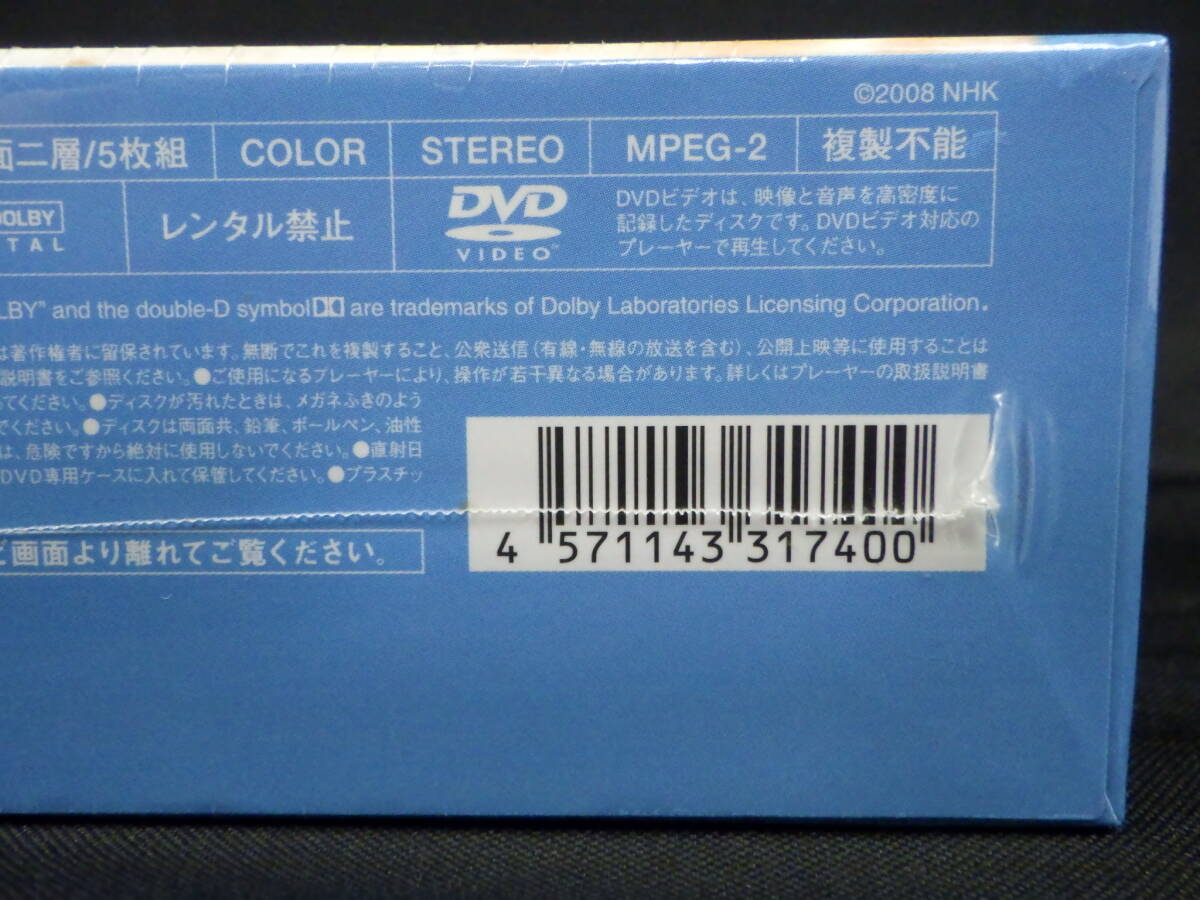 ©2008 NHK
面二層/5枚組 COLOR STEREO MPEG-2 複製不能
DOLBY
ITAL
レンタル禁止
DVD
VIDEO™
DVDビデオは、映像と音声を高密度に
記録したディスクです。DVDビデオ対応の
プレーヤーで再生してください。
LBY" and the double-D symbol are trademarks of Dolby Laboratories Licensing Corporation.
は著作権者に留保されています。無断でこれを複製すること、公衆送信(有線・無線の放送を含む)、公開上映等に使用することは
説明書をご参照ください。●ご使用になるプレーヤーにより、操作が若干異なる場合があります。詳しくはプレーヤーの取扱説明書
ってください。●ディスクが汚れたときは、メガネふきのよう
でください。●ディスクは両面共、鉛筆、ボールペン、油性
は、危険ですから絶対に使用しないでください。●直射日
DVD専用ケースに入れて保管してください。●プラスチッ
画面より離れてご覧ください。
4 571143 317400